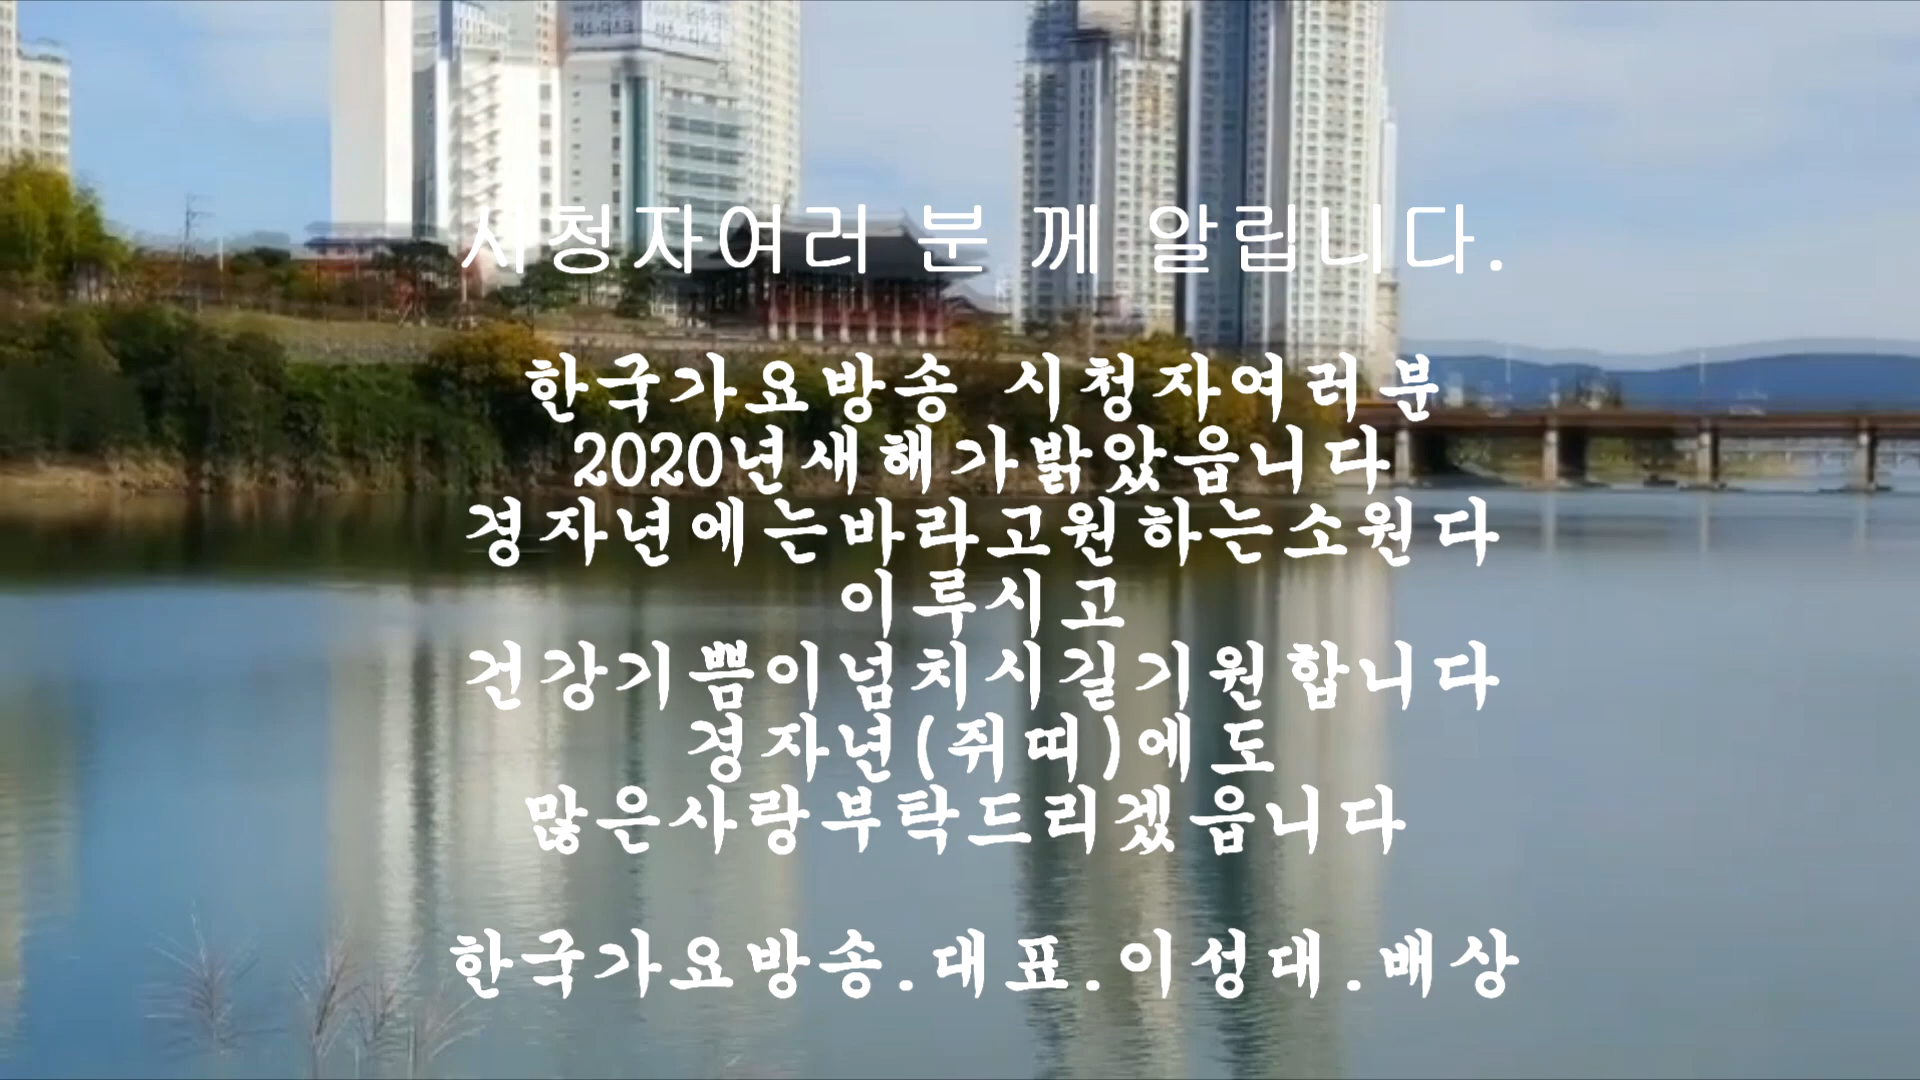 시청자여러 분 께 알립니다.
한국가요방송 시청자여러분
2020년새해가밝았읍니다
경자년에는바라고원하는소원다
이루시고
건강기쁨이넘치시길기원합니다
경자년(쥐띠)에도
많은사랑부탁드리겠읍니다
한국가요방송.대표.이성대.배상